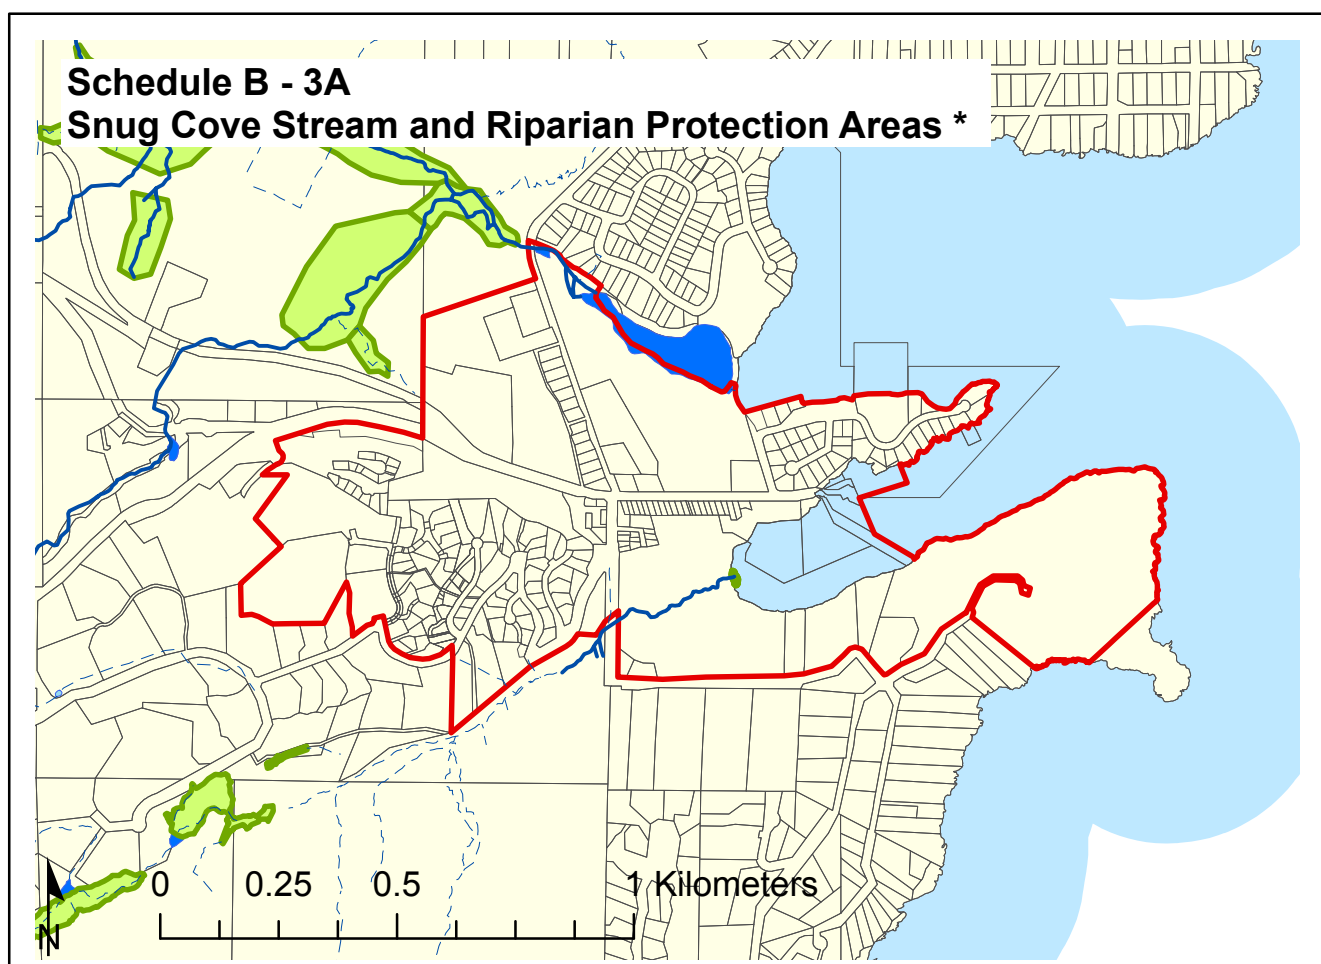 Schedule B - 3A
Snug Cove Stream and Riparian Protection Areas *
0 0.25 0.5 1 Kilometers
N